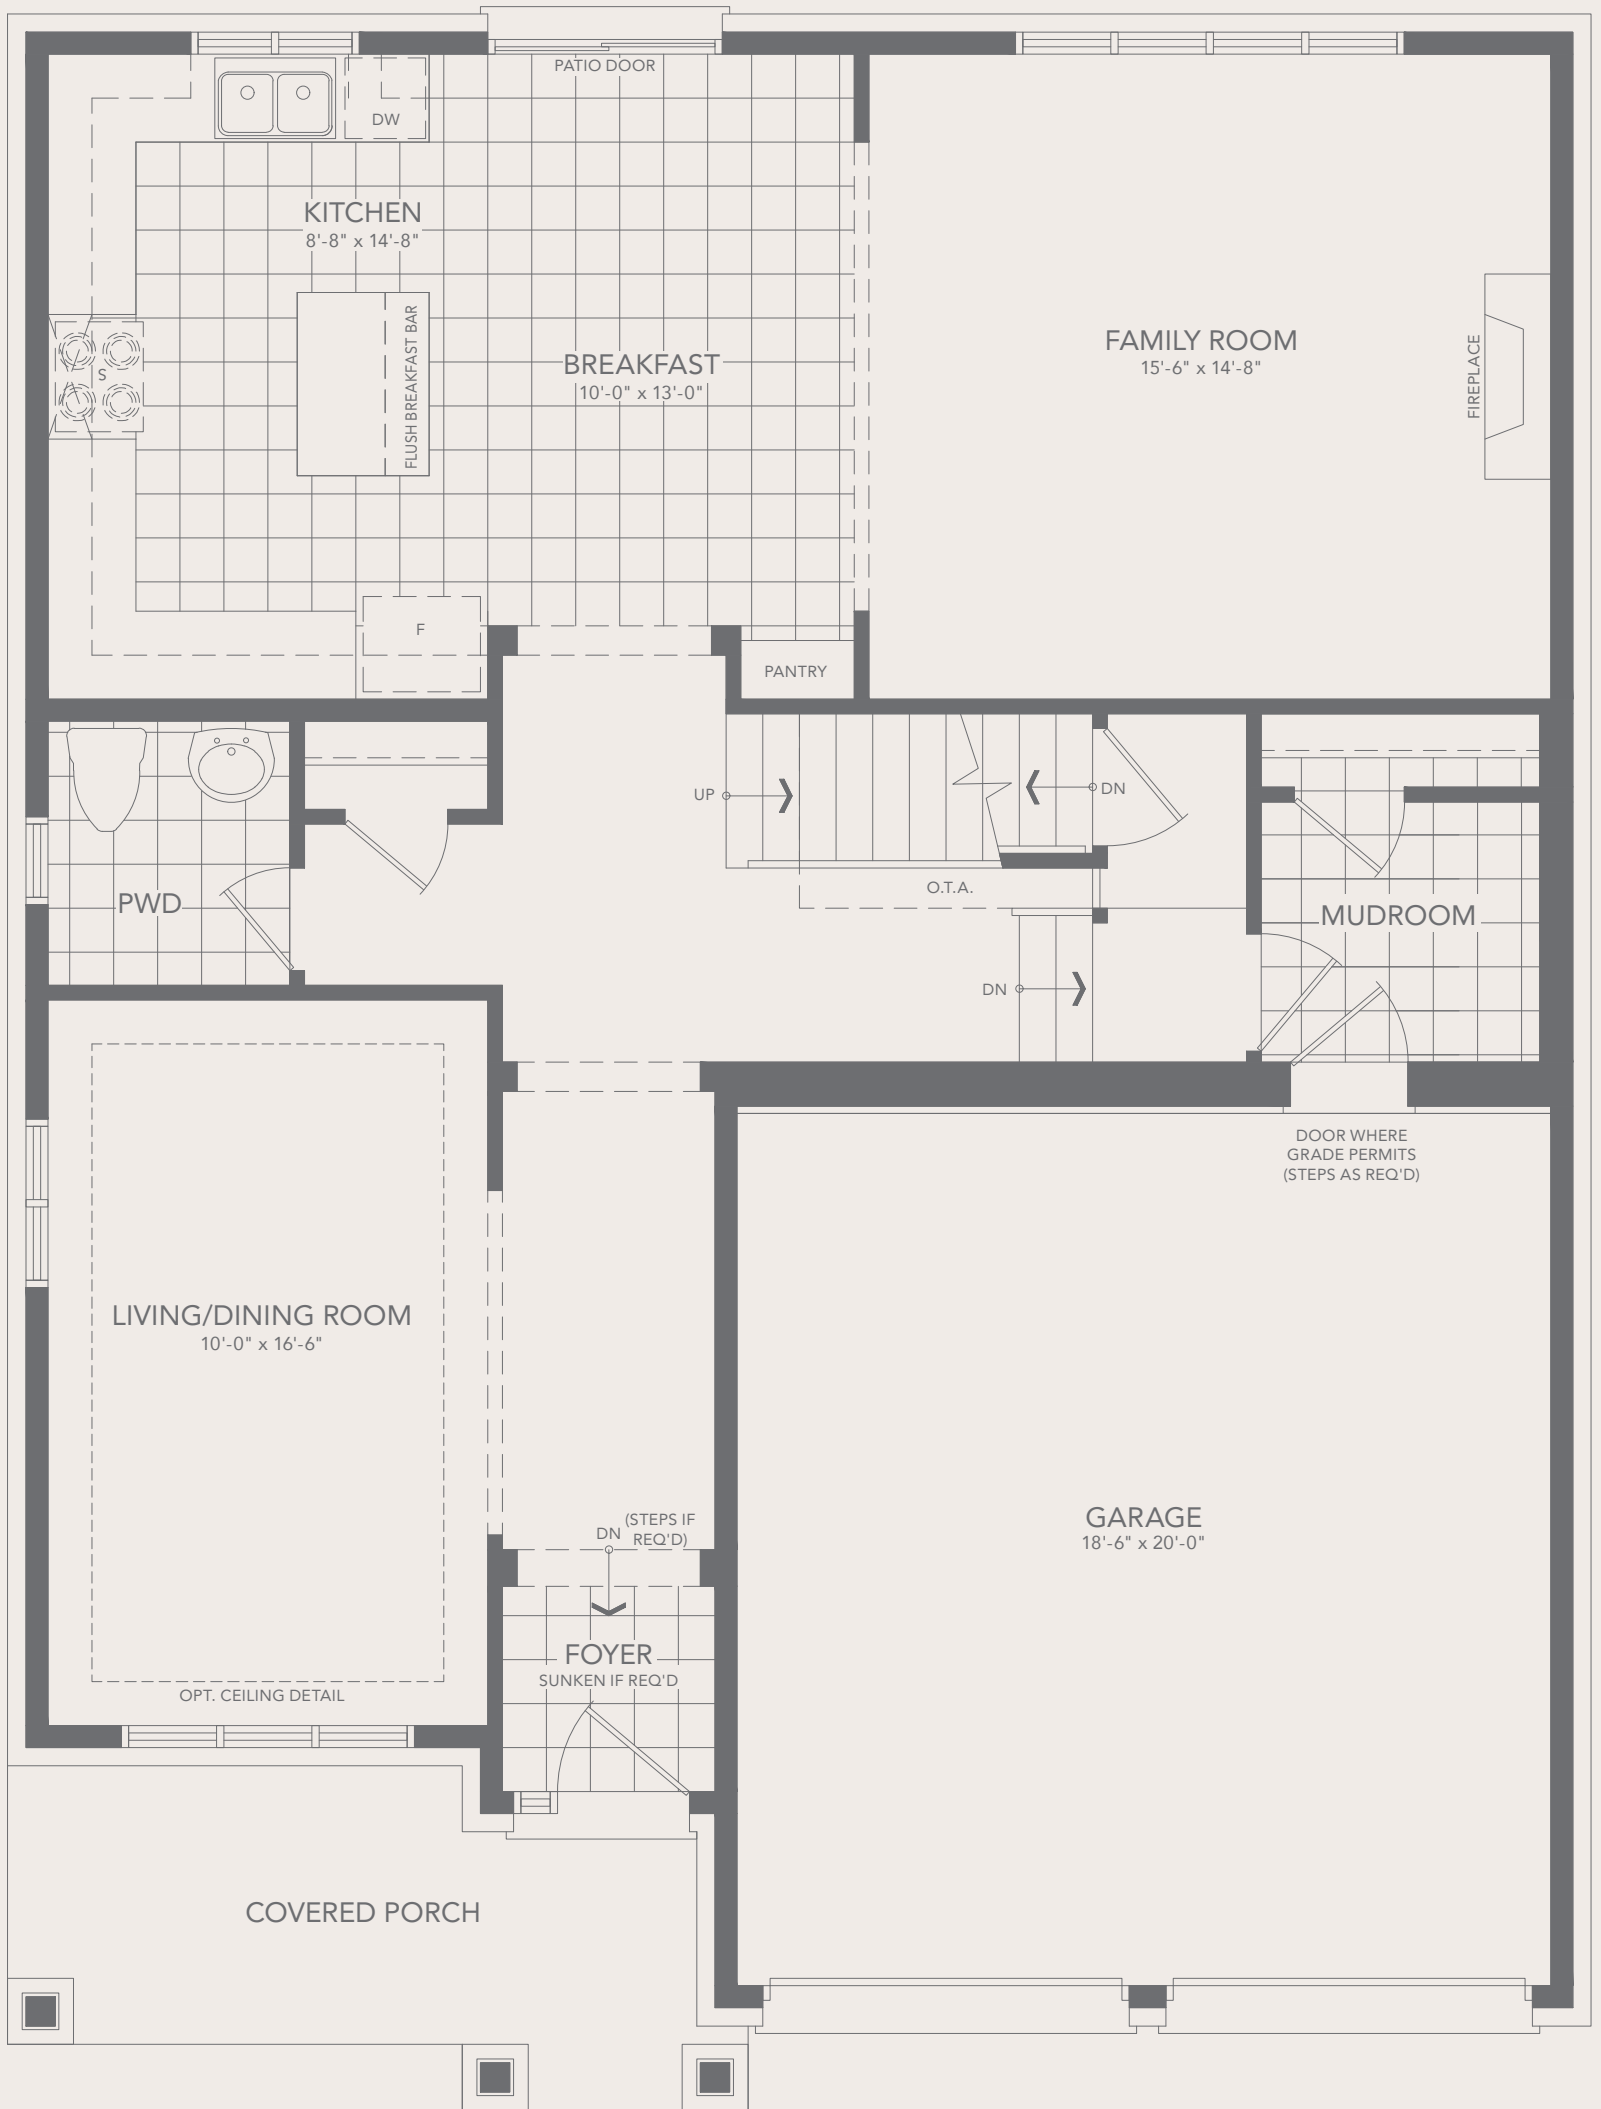 PATIO DOOR
DW
KITCHEN
8'-8" x 14'-8"
FLUSH BREAKFAST BAR
S
BREAKFAST
10'-0" x 13'-0"
FAMILY ROOM
15'-6" x 14'-8"
FIREPLACE
F
PANTRY
UP
DN
O.T.A.
PWD
MUDROOM
DN
DOOR WHERE
GRADE PERMITS
(STEPS AS REQ'D)
LIVING/DINING ROOM
10'-0" x 16'-6"
OPT. CEILING DETAIL
DN
(STEPS IF
REQ'D)
FOYER
SUNKEN IF REQ'D
GARAGE
18'-6" x 20'-0"
COVERED PORCH